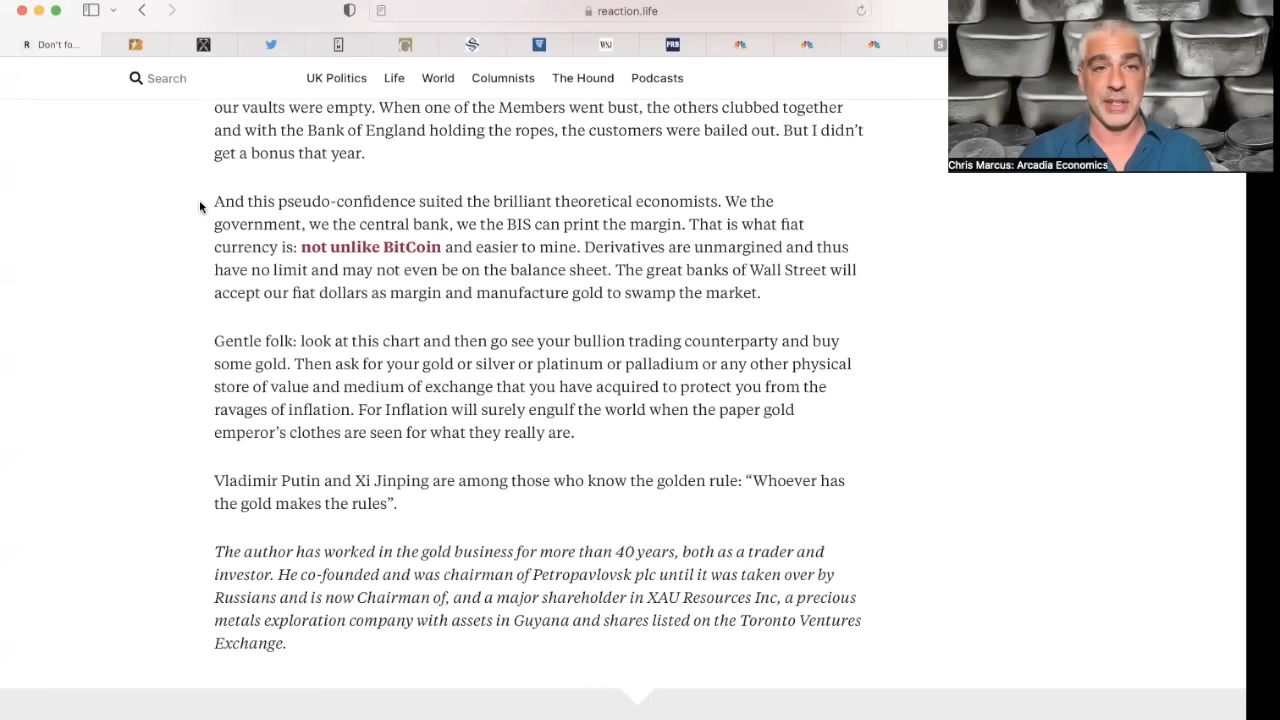 reaction.life
R Don't fo...
WSJ
FRB
S
Search
UK Politics Life World Columnists The Hound Podcasts
Chris Marcus: Arcadia Economics
our vaults were empty. When one of the Members went bust, the others clubbed together
and with the Bank of England holding the ropes, the customers were bailed out. But I didn’t
get a bonus that year.
And this pseudo-confidence suited the brilliant theoretical economists. We the
government, we the central bank, we the BIS can print the margin. That is what fiat
currency is: not unlike BitCoin and easier to mine. Derivatives are unmargined and thus
have no limit and may not even be on the balance sheet. The great banks of Wall Street will
accept our fiat dollars as margin and manufacture gold to swamp the market.
Gentle folk: look at this chart and then go see your bullion trading counterparty and buy
some gold. Then ask for your gold or silver or platinum or palladium or any other physical
store of value and medium of exchange that you have acquired to protect you from the
ravages of inflation. For Inflation will surely engulf the world when the paper gold
emperor’s clothes are seen for what they really are.
Vladimir Putin and Xi Jinping are among those who know the golden rule: “Whoever has
the gold makes the rules”.
The author has worked in the gold business for more than 40 years, both as a trader and
investor. He co-founded and was chairman of Petropavlovsk plc until it was taken over by
Russians and is now Chairman of, and a major shareholder in XAU Resources Inc, a precious
metals exploration company with assets in Guyana and shares listed on the Toronto Ventures
Exchange.